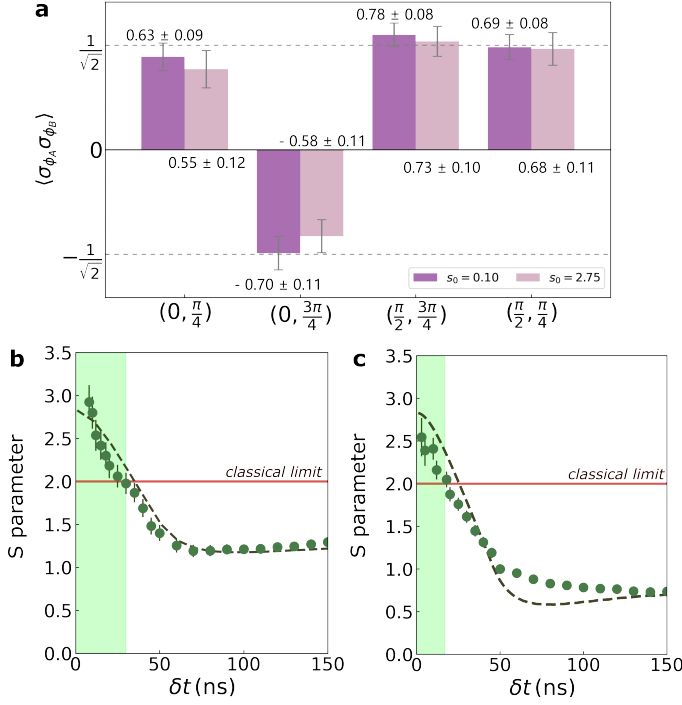 a
0.63 ± 0.09
0.78 ± 0.08
0.69 ± 0.08
1/√2
- 0.58 ± 0.11
0
0.55 ± 0.12
0.73 ± 0.10
0.68 ± 0.11
⟨σ_ϕA σ_ϕB⟩
−1/√2
- 0.70 ± 0.11
s₀ = 0.10
s₀ = 2.75
(0, π/4)
(0, 3π/4)
(π/2, 3π/4)
(π/2, π/4)
b
3.5
3.0
2.5
2.0
1.5
1.0
0.5
0.0
S parameter
classical limit
0
50
100
150
δt (ns)
c
3.5
3.0
2.5
2.0
1.5
1.0
0.5
0.0
S parameter
classical limit
0
50
100
150
δt (ns)